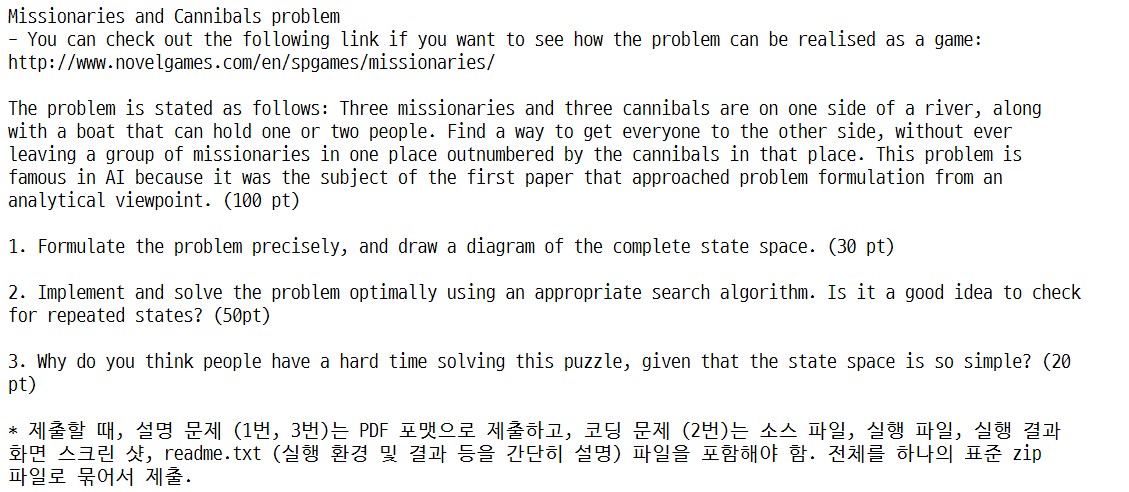 Missionaries and Cannibals problem
- You can check out the following link if you want to see how the problem can be realised as a game:
http://www.novelgames.com/en/spgames/missionaries/
The problem is stated as follows: Three missionaries and three cannibals are on one side of a river, along
with a boat that can hold one or two people. Find a way to get everyone to the other side, without ever
leaving a group of missionaries in one place outnumbered by the cannibals in that place. This problem is
famous in AI because it was the subject of the first paper that approached problem formulation from an
analytical viewpoint. (100 pt)
1. Formulate the problem precisely, and draw a diagram of the complete state space. (30 pt)
2. Implement and solve the problem optimally using an appropriate search algorithm. Is it a good idea to check
for repeated states? (50pt)
3. Why do you think people have a hard time solving this puzzle, given that the state space is so simple? (20
pt)
* 제출할 때, 설명 문제 (1번, 3번)는 PDF 포맷으로 제출하고, 코딩 문제 (2번)는 소스 파일, 실행 파일, 실행 결과
화면 스크린 샷, readme.txt (실행 환경 및 결과 등을 간단히 설명) 파일을 포함해야 함. 전체를 하나의 표준 zip
파일로 묶어서 제출.